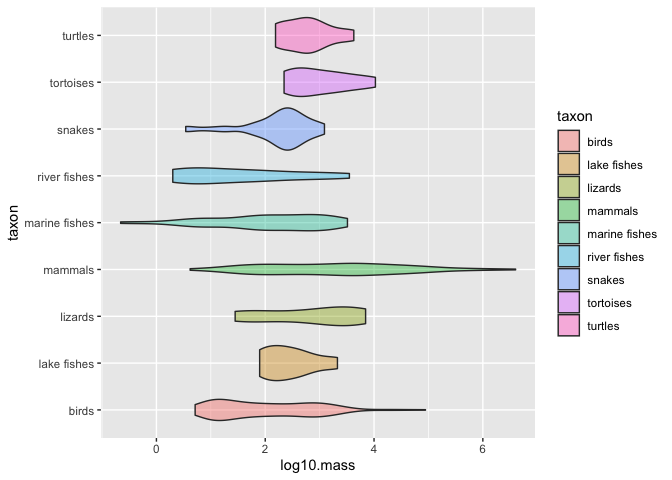 turtles
tortoises
snakes
river fishes
marine fishes
mammals
lizards
lake fishes
birds
taxon
0 2 4 6
log10.mass
taxon
birds
lake fishes
lizards
mammals
marine fishes
river fishes
snakes
tortoises
turtles